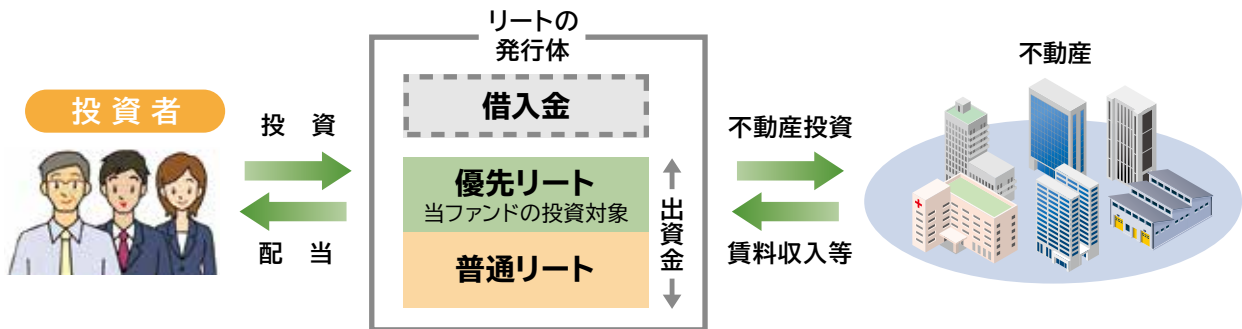 投資者
投 資
配 当
リートの
発行体
借入金
優先リート
当ファンドの投資対象
普通リート
出資金
不動産投資
賃料収入等
不動産